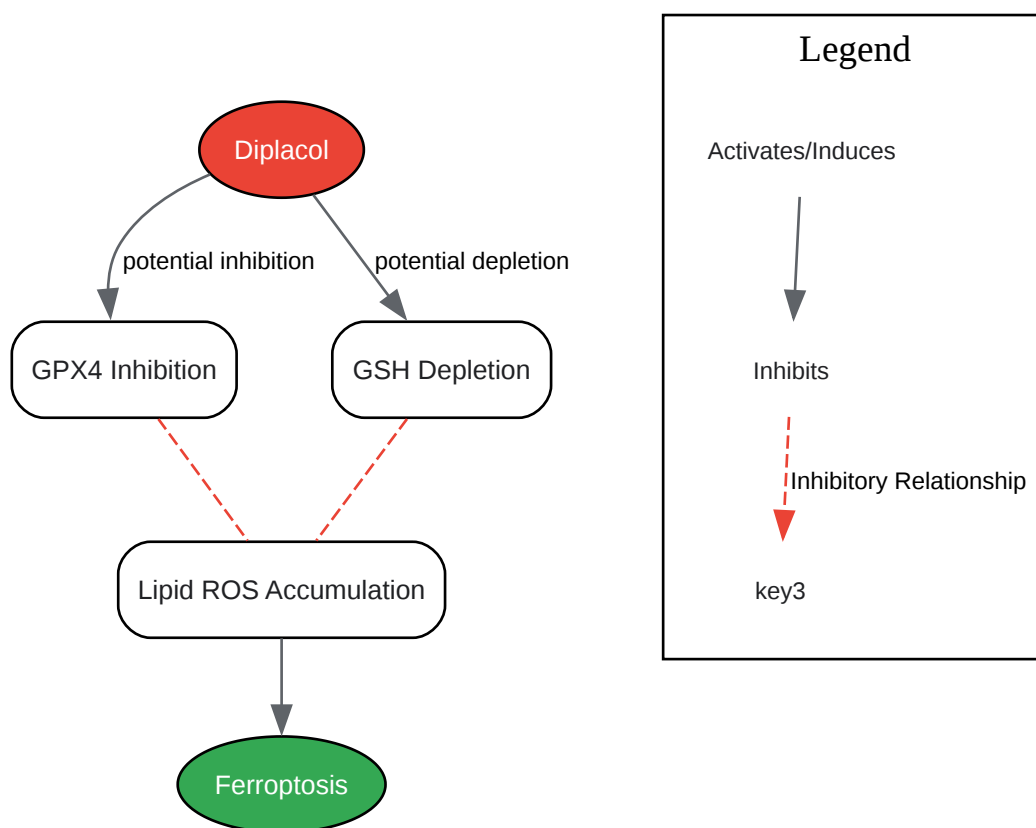 Diplacol
potential inhibition
potential depletion
GPX4 Inhibition
GSH Depletion
Lipid ROS Accumulation
Ferroptosis
Legend
Activates/Induces
Inhibits
Inhibitory Relationship
key3